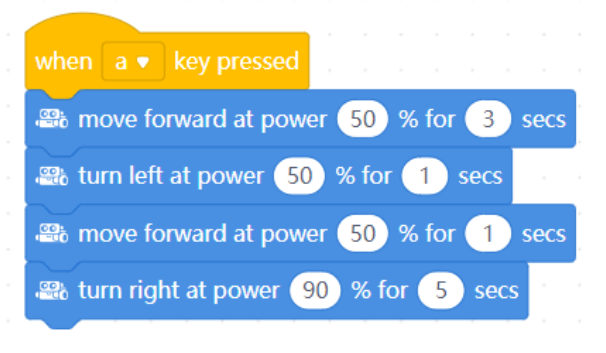 when a key pressed
move forward at power 50 % for 3 secs
turn left at power 50 % for 1 secs
move forward at power 50 % for 1 secs
turn right at power 90 % for 5 secs